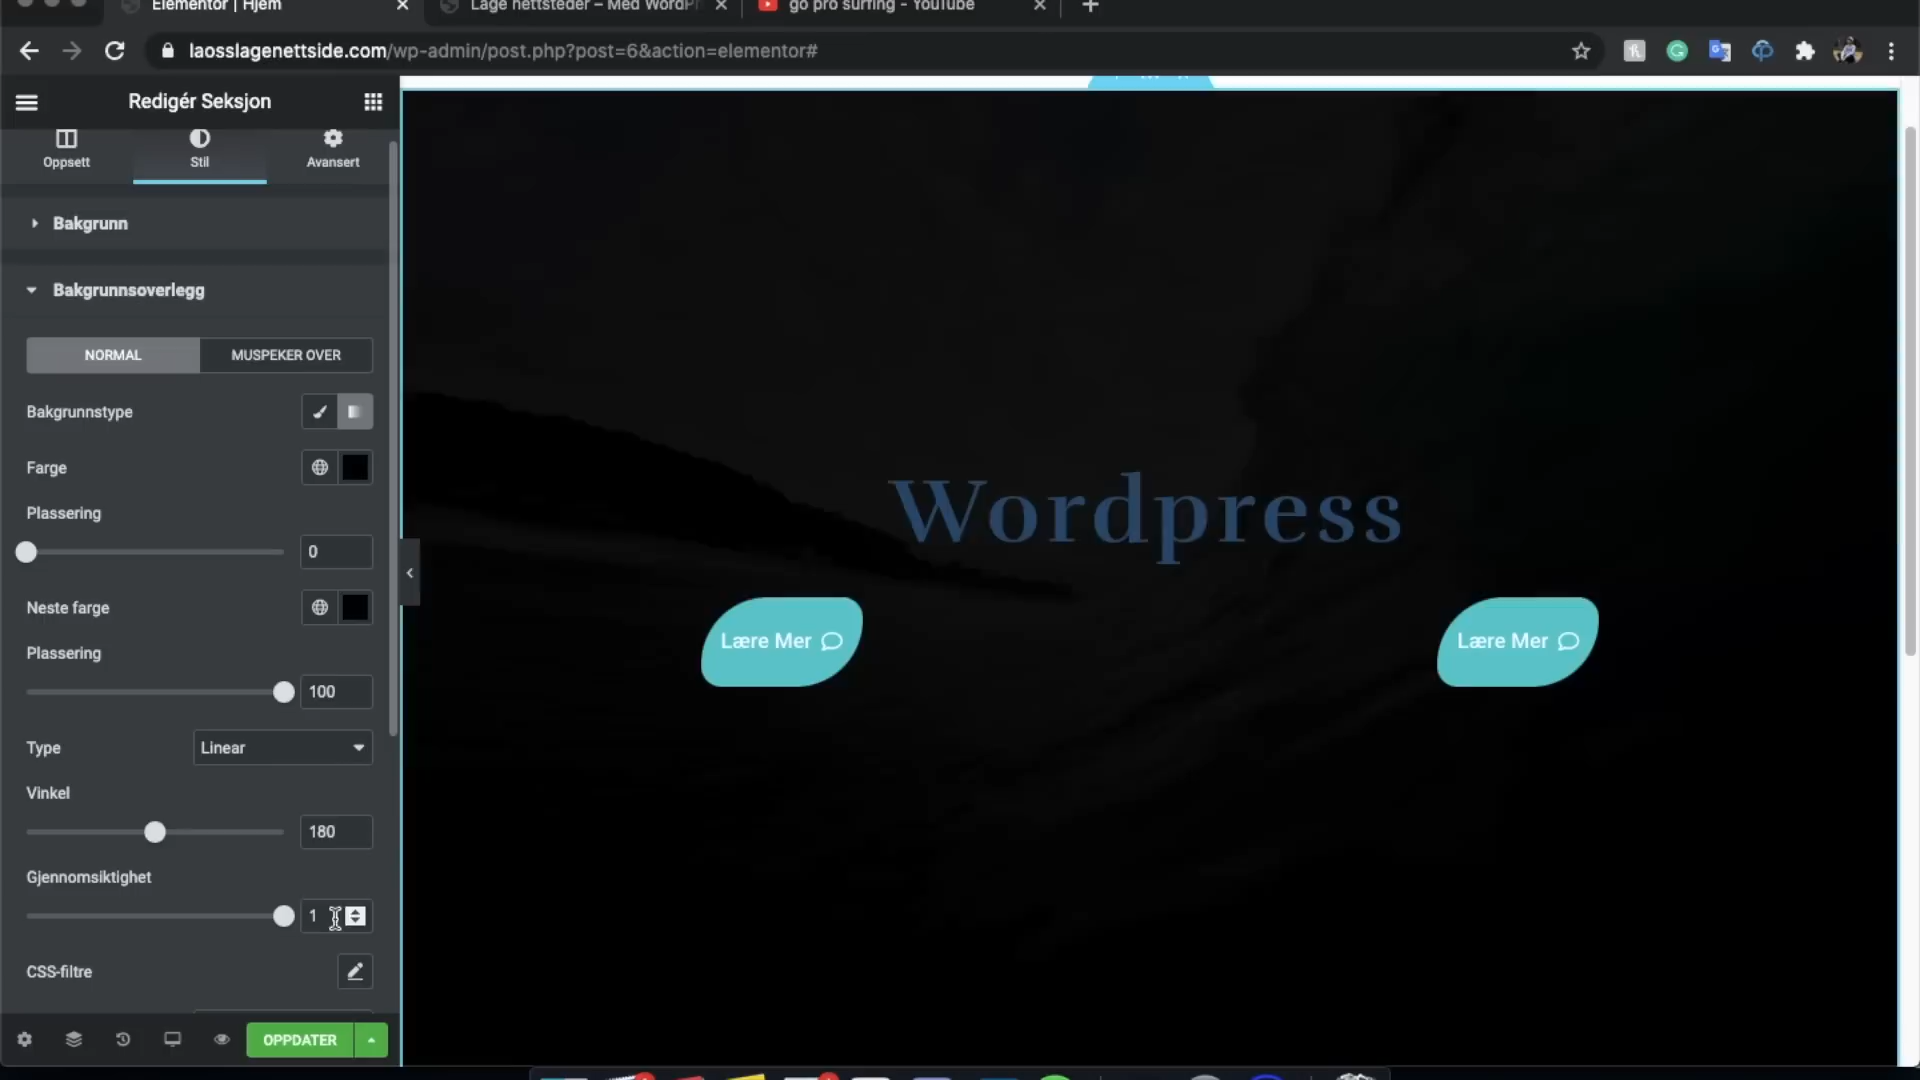 Elementor | Hjem
Lage nettsteder – Med WordPr
go pro surfing - YouTube
laosslagenettside.com/wp-admin/post.php?post=6&action=elementor#
Redigér Seksjon
Oppsett
Stil
Avansert
Bakgrunn
Bakgrunnsoverlegg
NORMAL
MUSPEKER OVER
Bakgrunnstype
Farge
Plassering
0
Neste farge
Plassering
100
Type
Linear
Vinkel
180
Gjennomsiktighet
1
CSS-filtre
OPPDATER
Wordpress
Lære Mer
Lære Mer